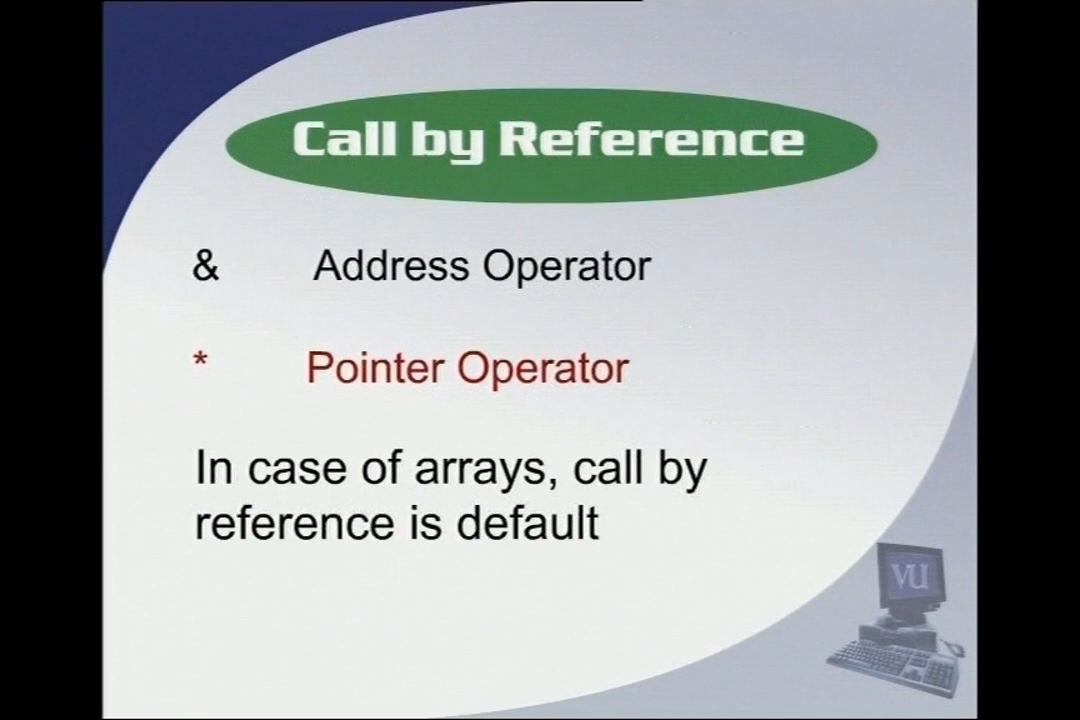 Call by Reference
& Address Operator
* Pointer Operator
In case of arrays, call by
reference is default
VU